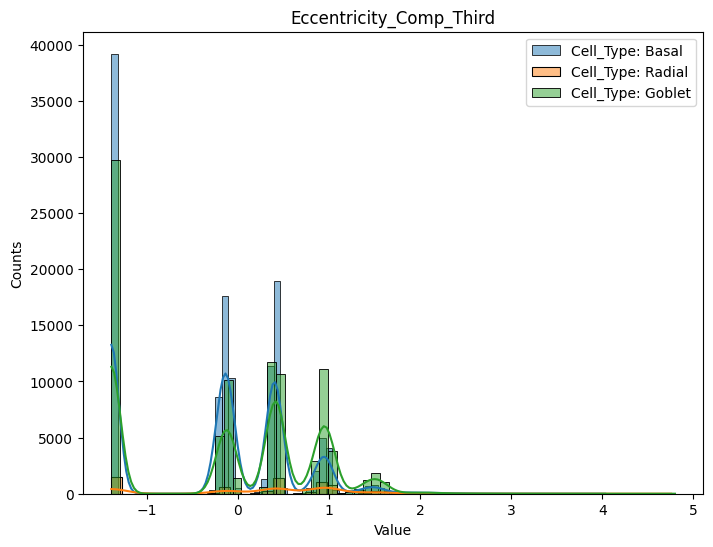 Eccentricity_Comp_Third
Cell_Type: Basal
Cell_Type: Radial
Cell_Type: Goblet
Counts
40000
35000
30000
25000
20000
15000
10000
5000
0
−1
0
1
2
3
4
5
Value